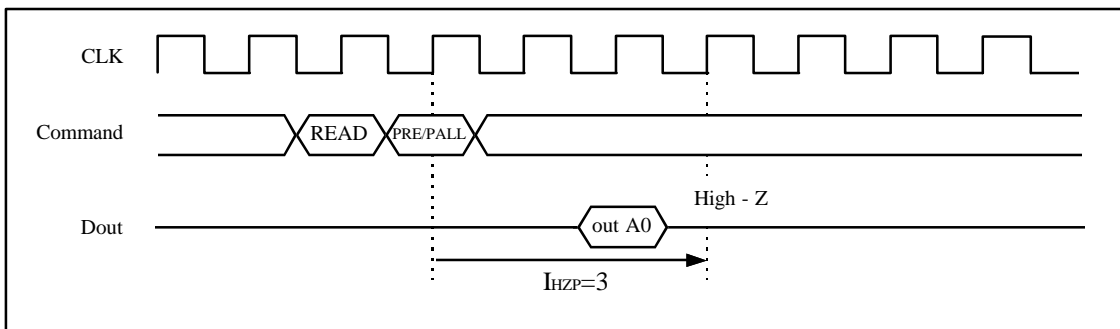 CLK
Command
READ
PRE/PALL
High - Z
Dout
out A0
IHZP=3